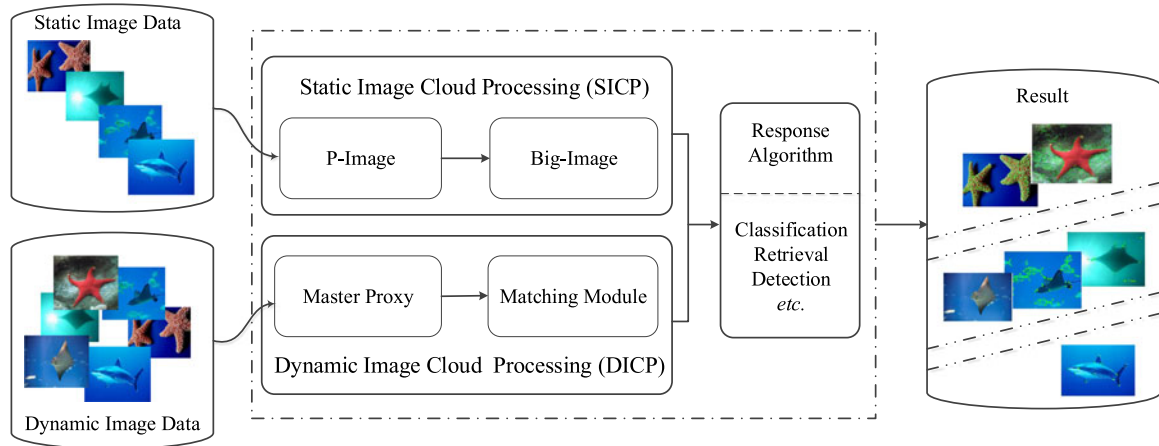 Static Image Data
Static Image Cloud Processing (SICP)
P-Image
Big-Image
Master Proxy
Matching Module
Dynamic Image Cloud Processing (DICP)
Dynamic Image Data
Response
Algorithm
Classification
Retrieval
Detection
etc.
Result